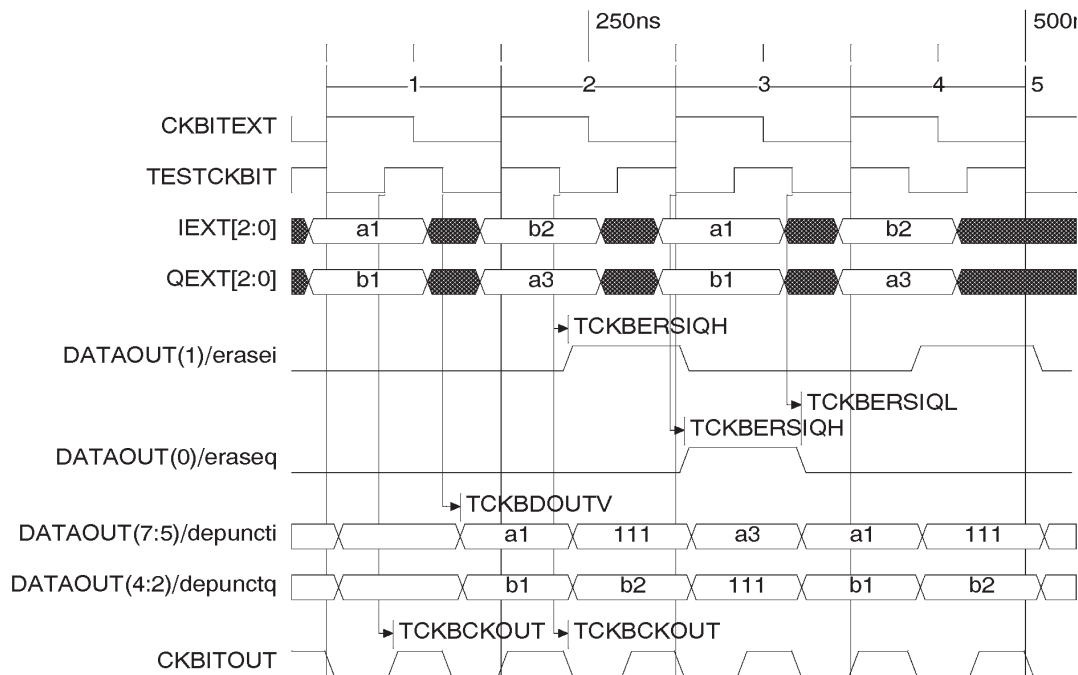 250ns
500n
1 2 3 4 5
CKBITEXT
TESTCKBIT
IEXT[2:0] a1 b2 a1 b2
QEXT[2:0] b1 a3 b1 a3
TCKBERSIQH
DATAOUT(1)/erasei
TCKBERSIQL
TCKBERSIQH
DATAOUT(0)/eraseq
TCKBDOUTV
DATAOUT(7:5)/depuncti a1 111 a3 a1 111
DATAOUT(4:2)/depunctq b1 b2 111 b1 b2
TCKBCKOUT TCKBCKOUT
CKBITOUT